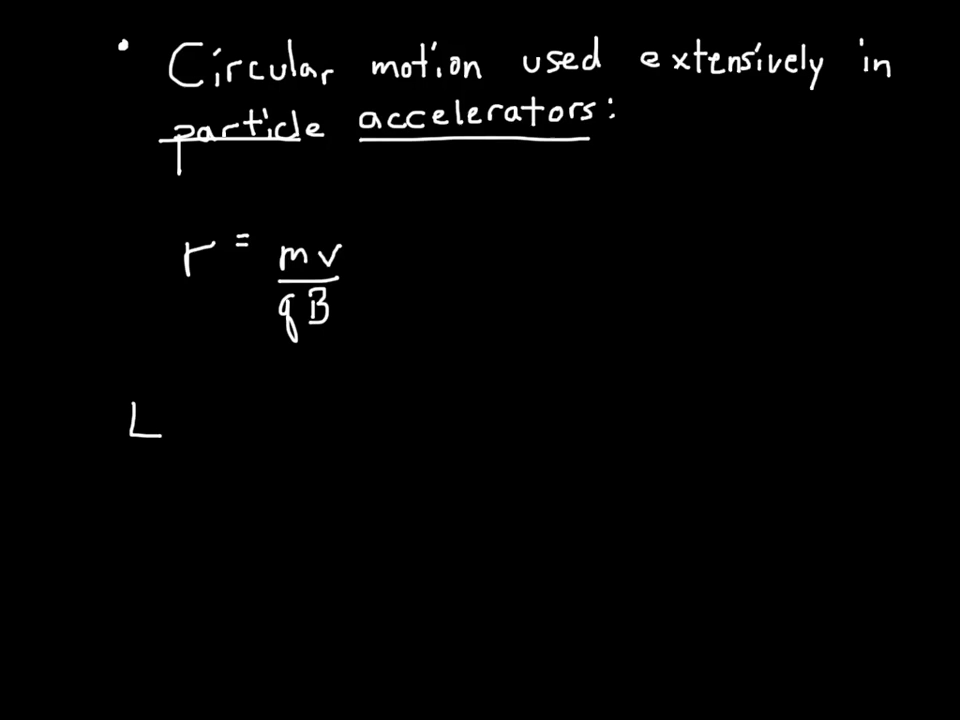 • Circular motion used extensively in
particle accelerators:
r = mv
qB
L